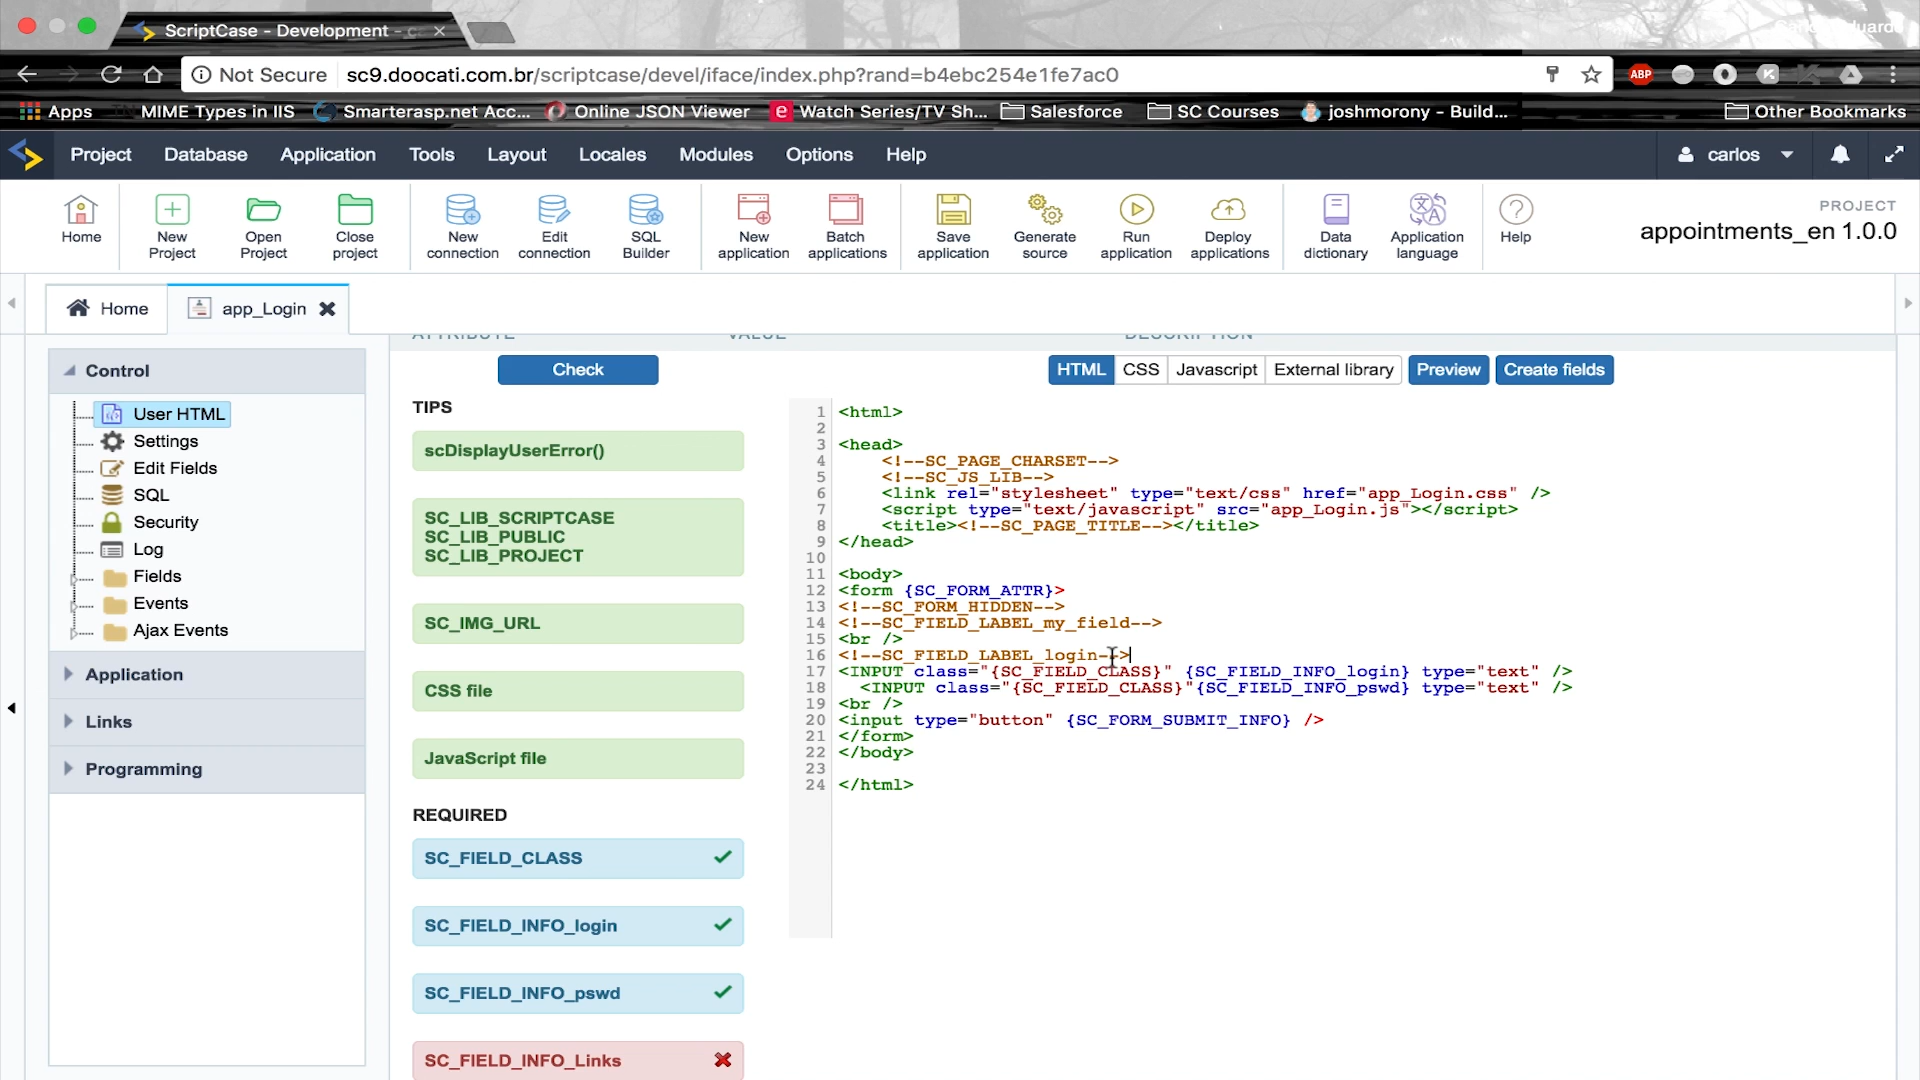 ScriptCase - Development - c
Not Secure
sc9.doocati.com.br/scriptcase/devel/iface/index.php?rand=b4ebc254e1fe7ac0
ABP
Apps
MIME Types in IIS
Smarterasp.net Acc...
Online JSON Viewer
Watch Series/TV Sh...
Salesforce
SC Courses
joshmorony - Build...
Other Bookmarks
Project
Database
Application
Tools
Layout
Locales
Modules
Options
Help
carlos
Home
New
Project
Open
Project
Close
project
New
connection
Edit
connection
SQL
Builder
New
application
Batch
applications
Save
application
Generate
source
Run
application
Deploy
applications
Data
dictionary
Application
language
Help
PROJECT
appointments_en 1.0.0
Home
app_Login
ATTRIBUTE
VALUE
DESCRIPTION
Control
User HTML
Settings
Edit Fields
SQL
Security
Log
Fields
Events
Ajax Events
Application
Links
Programming
Check
HTML
CSS
Javascript
External library
Preview
Create fields
TIPS
scDisplayUserError()
SC_LIB_SCRIPTCASE
SC_LIB_PUBLIC
SC_LIB_PROJECT
SC_IMG_URL
CSS file
JavaScript file
REQUIRED
SC_FIELD_CLASS
SC_FIELD_INFO_login
SC_FIELD_INFO_pswd
SC_FIELD_INFO_Links
1 <html>
2
3 <head>
4 <!--SC_PAGE_CHARSET-->
5 <!--SC_JS_LIB-->
6 <link rel="stylesheet" type="text/css" href="app_Login.css" />
7 <script type="text/javascript" src="app_Login.js"></script>
8 <title><!--SC_PAGE_TITLE--></title>
9 </head>
10
11 <body>
12 <form {SC_FORM_ATTR}>
13 <!--SC_FORM_HIDDEN-->
14 <!--SC_FIELD_LABEL_my_field-->
15 <br />
16 <!--SC_FIELD_LABEL_login-->
17 <INPUT class="{SC_FIELD_CLASS}" {SC_FIELD_INFO_login} type="text" />
18 <INPUT class="{SC_FIELD_CLASS}"{SC_FIELD_INFO_pswd} type="text" />
19 <br />
20 <input type="button" {SC_FORM_SUBMIT_INFO} />
21 </form>
22 </body>
23
24 </html>